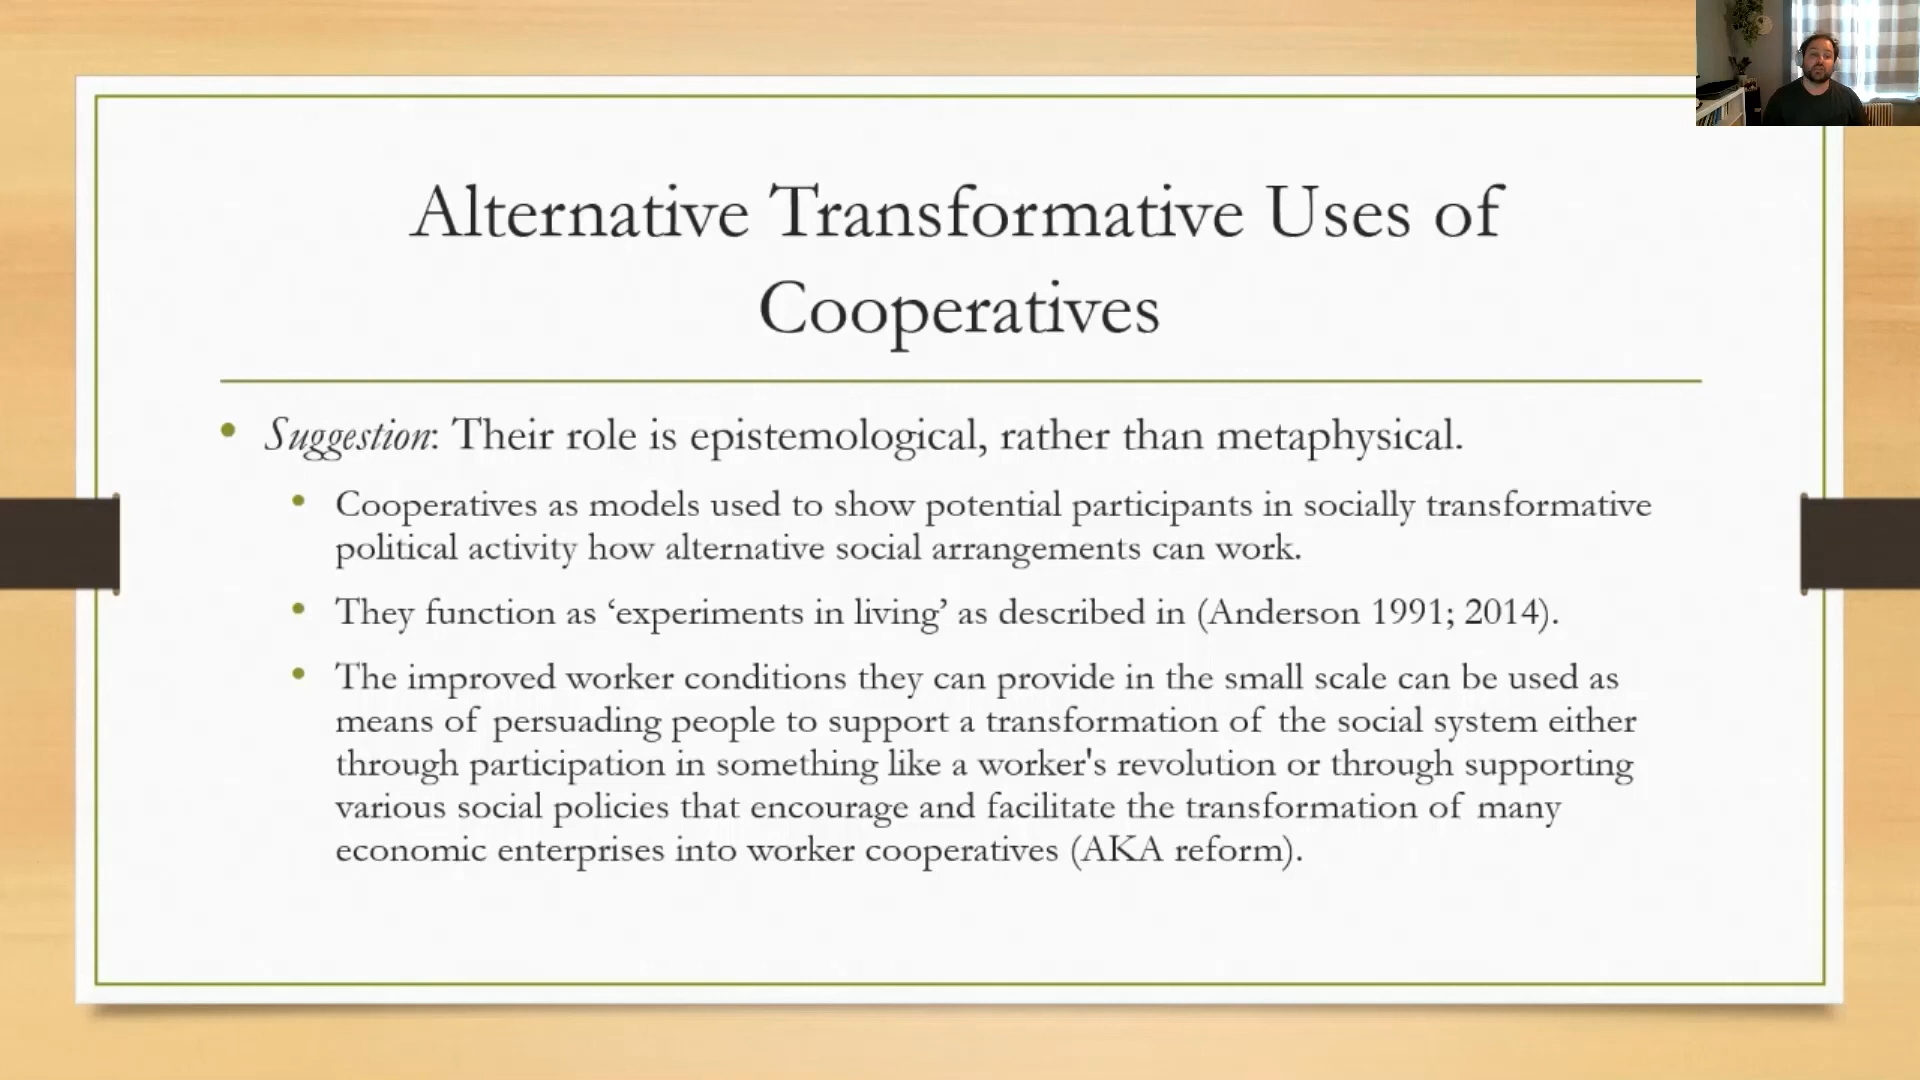 Alternative Transformative Uses of
Cooperatives
• Suggestion: Their role is epistemological, rather than metaphysical.
• Cooperatives as models used to show potential participants in socially transformative
political activity how alternative social arrangements can work.
• They function as ‘experiments in living’ as described in (Anderson 1991; 2014).
• The improved worker conditions they can provide in the small scale can be used as
means of persuading people to support a transformation of the social system either
through participation in something like a worker's revolution or through supporting
various social policies that encourage and facilitate the transformation of many
economic enterprises into worker cooperatives (AKA reform).